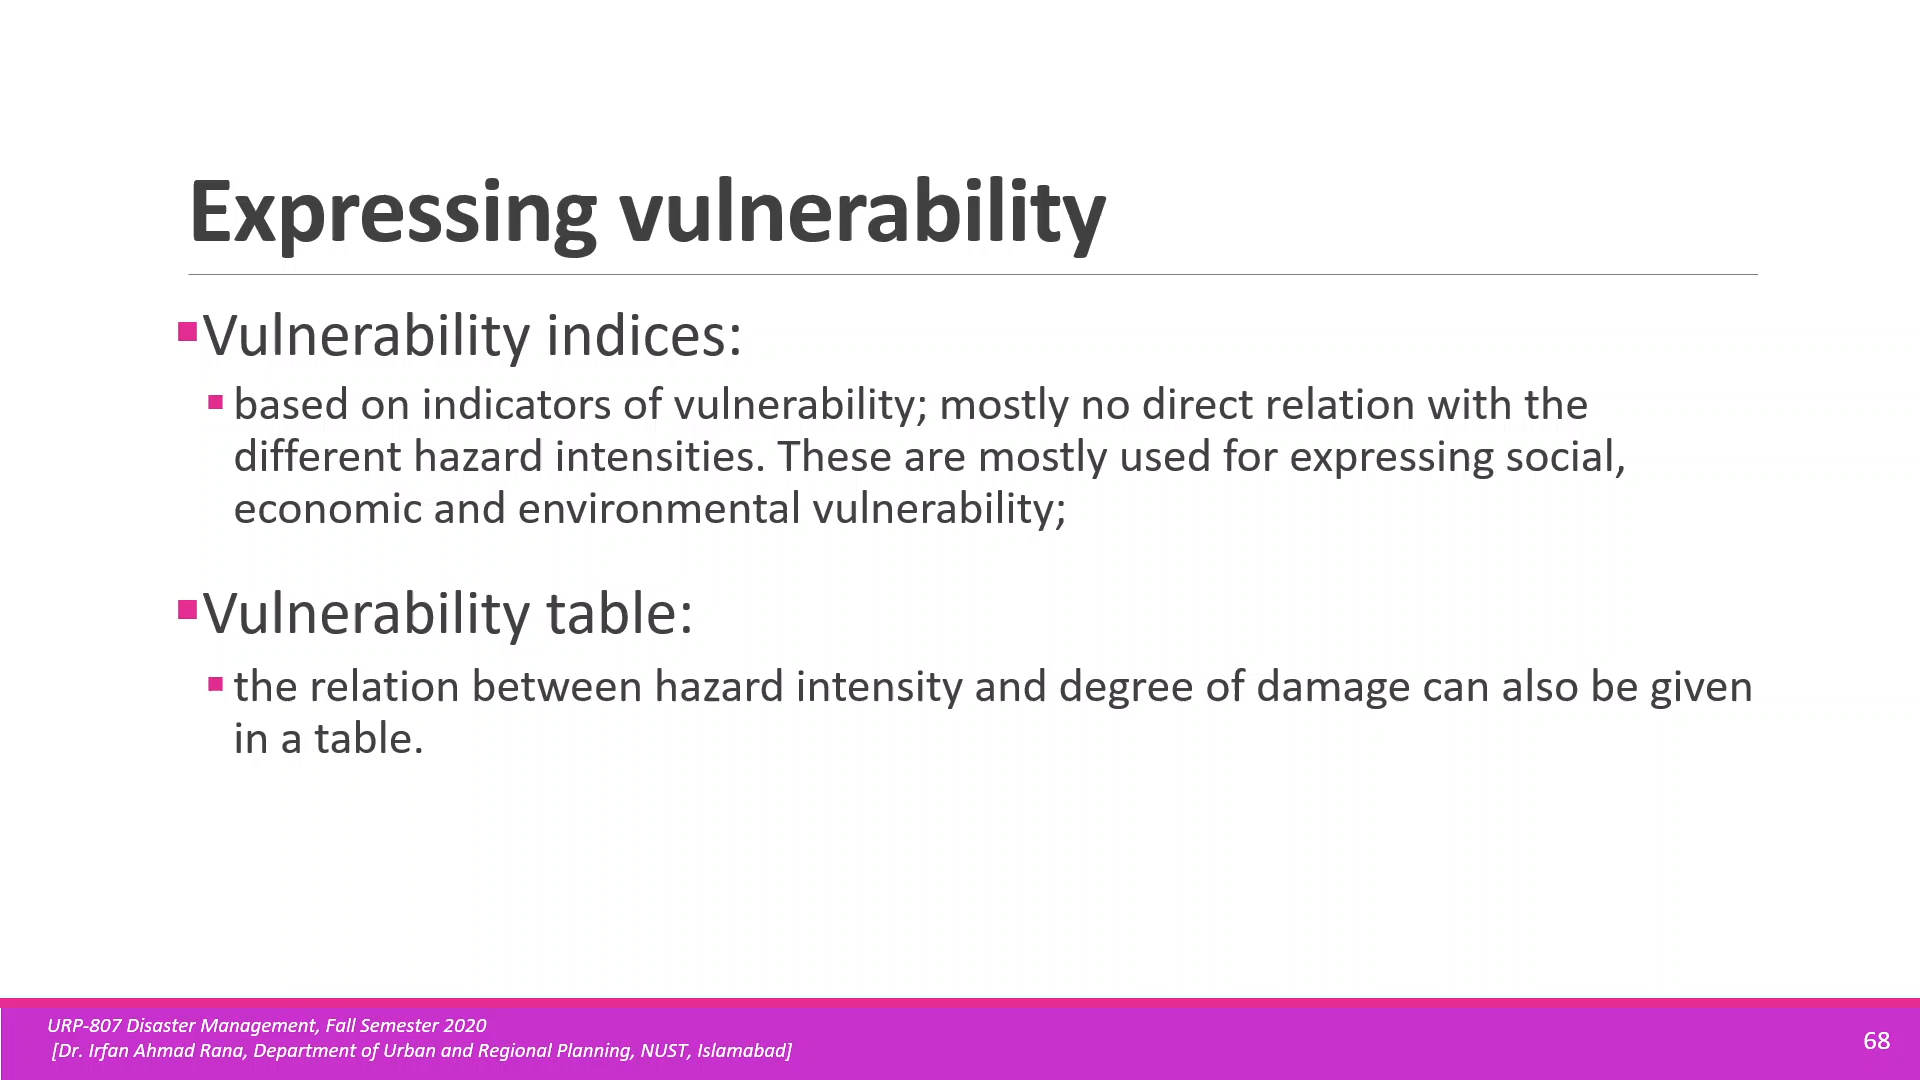 Expressing vulnerability
▪Vulnerability indices:
▪based on indicators of vulnerability; mostly no direct relation with the
different hazard intensities. These are mostly used for expressing social,
economic and environmental vulnerability;
▪Vulnerability table:
▪the relation between hazard intensity and degree of damage can also be given
in a table.
URP-807 Disaster Management, Fall Semester 2020
[Dr. Irfan Ahmad Rana, Department of Urban and Regional Planning, NUST, Islamabad]
68